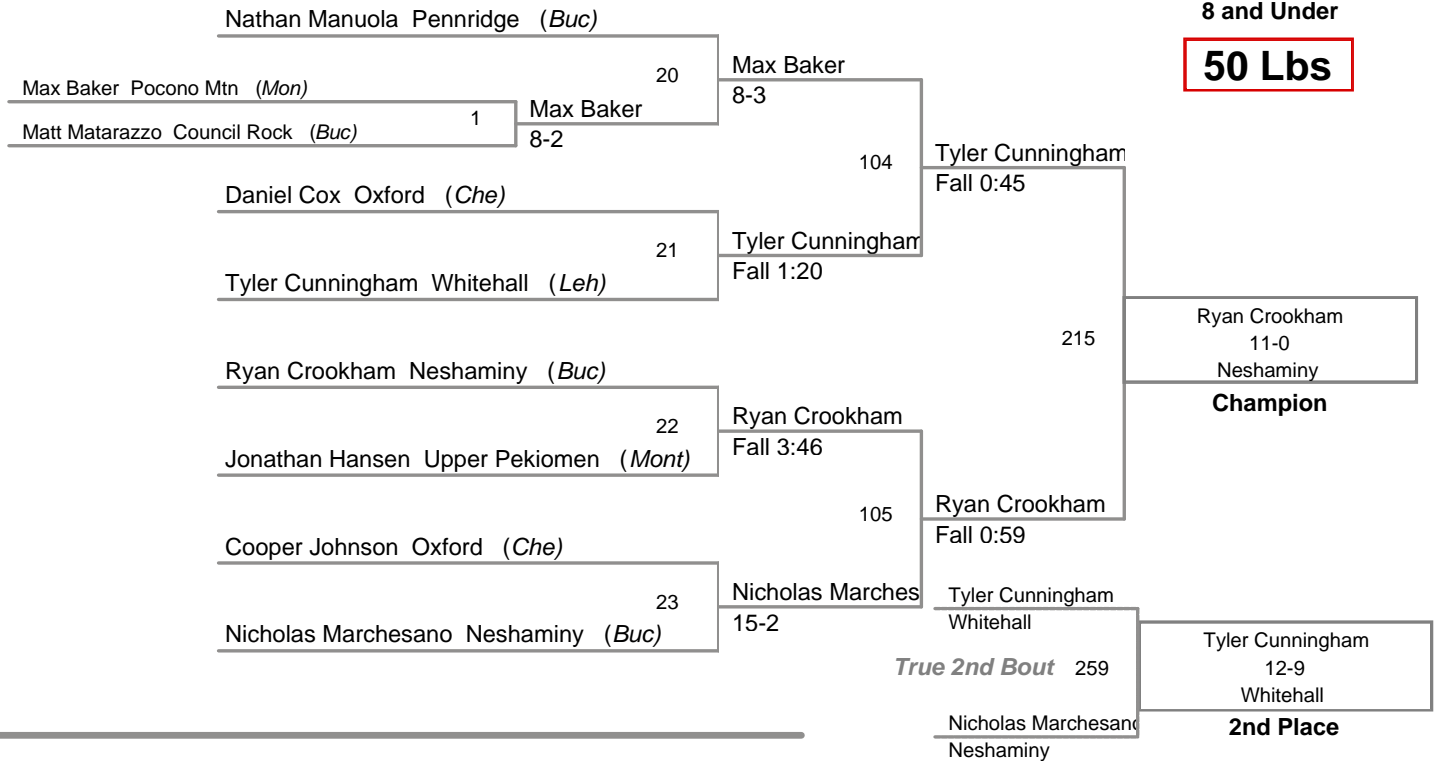 Nathan Manuola Pennridge (Buc)
8 and Under
50 Lbs
20
Max Baker
8-3
Max Baker Pocono Mtn (Mon)
1
Max Baker
8-2
Matt Matarazzo Council Rock (Buc)
104
Tyler Cunningham
Fall 0:45
Daniel Cox Oxford (Che)
21
Tyler Cunningham
Fall 1:20
Tyler Cunningham Whitehall (Leh)
215
Ryan Crookham
11-0
Neshaminy
Champion
Ryan Crookham Neshaminy (Buc)
22
Ryan Crookham
Fall 3:46
Jonathan Hansen Upper Pekiomen (Mont)
105
Ryan Crookham
Fall 0:59
Cooper Johnson Oxford (Che)
23
Nicholas Marches
15-2
Nicholas Marchesano Neshaminy (Buc)
Tyler Cunningham
Whitehall
True 2nd Bout 259
Tyler Cunningham
12-9
Whitehall
2nd Place
Nicholas Marchesano
Neshaminy